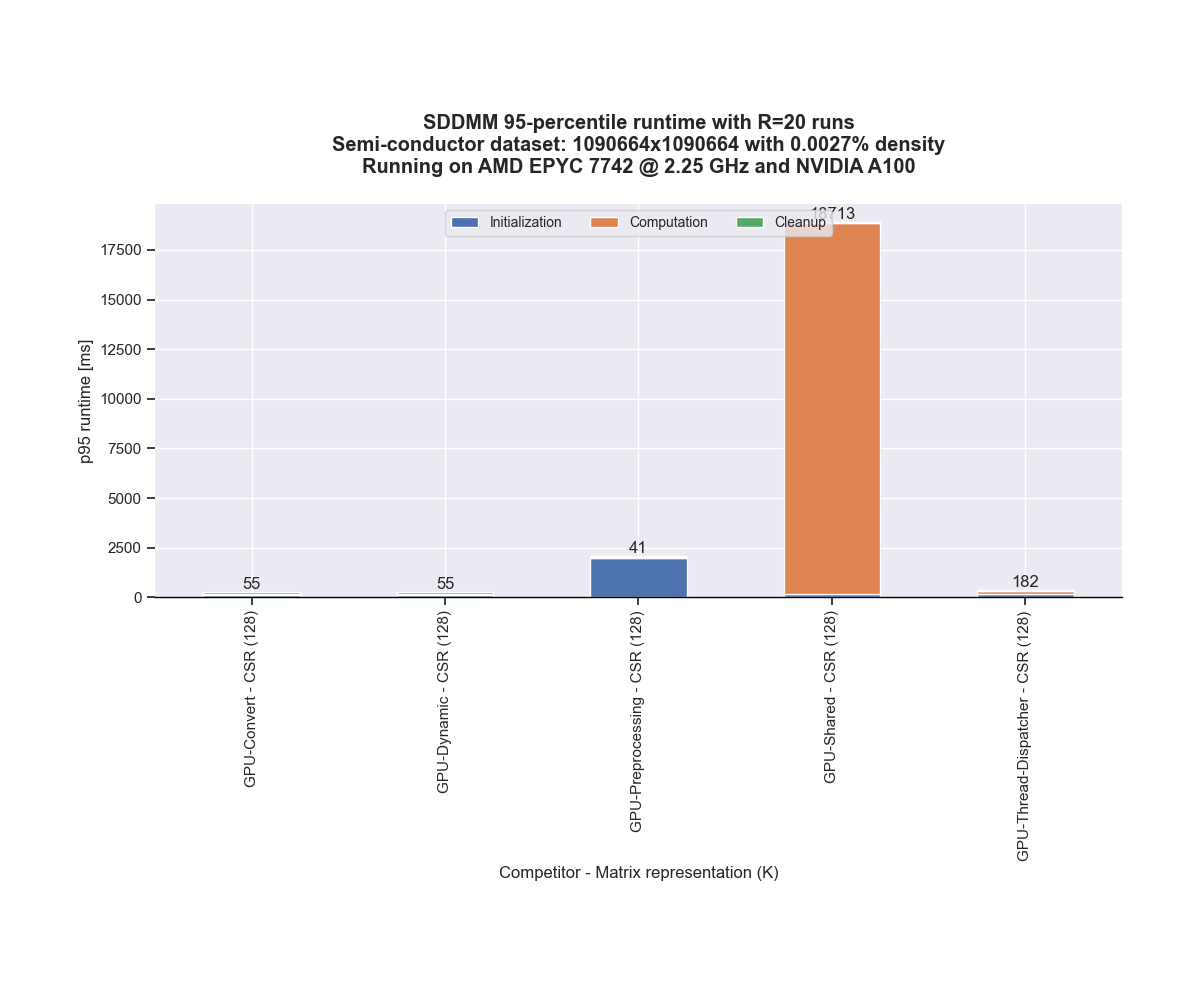 SDDMM 95-percentile runtime with R=20 runs
Semi-conductor dataset: 1090664x1090664 with 0.0027% density
Running on AMD EPYC 7742 @ 2.25 GHz and NVIDIA A100
Initialization Computation Cleanup
18713
17500
15000
12500
10000
7500
5000
2500
0
p95 runtime [ms]
55
55
41
182
GPU-Convert - CSR (128)
GPU-Dynamic - CSR (128)
GPU-Preprocessing - CSR (128)
GPU-Shared - CSR (128)
GPU-Thread-Dispatcher - CSR (128)
Competitor - Matrix representation (K)